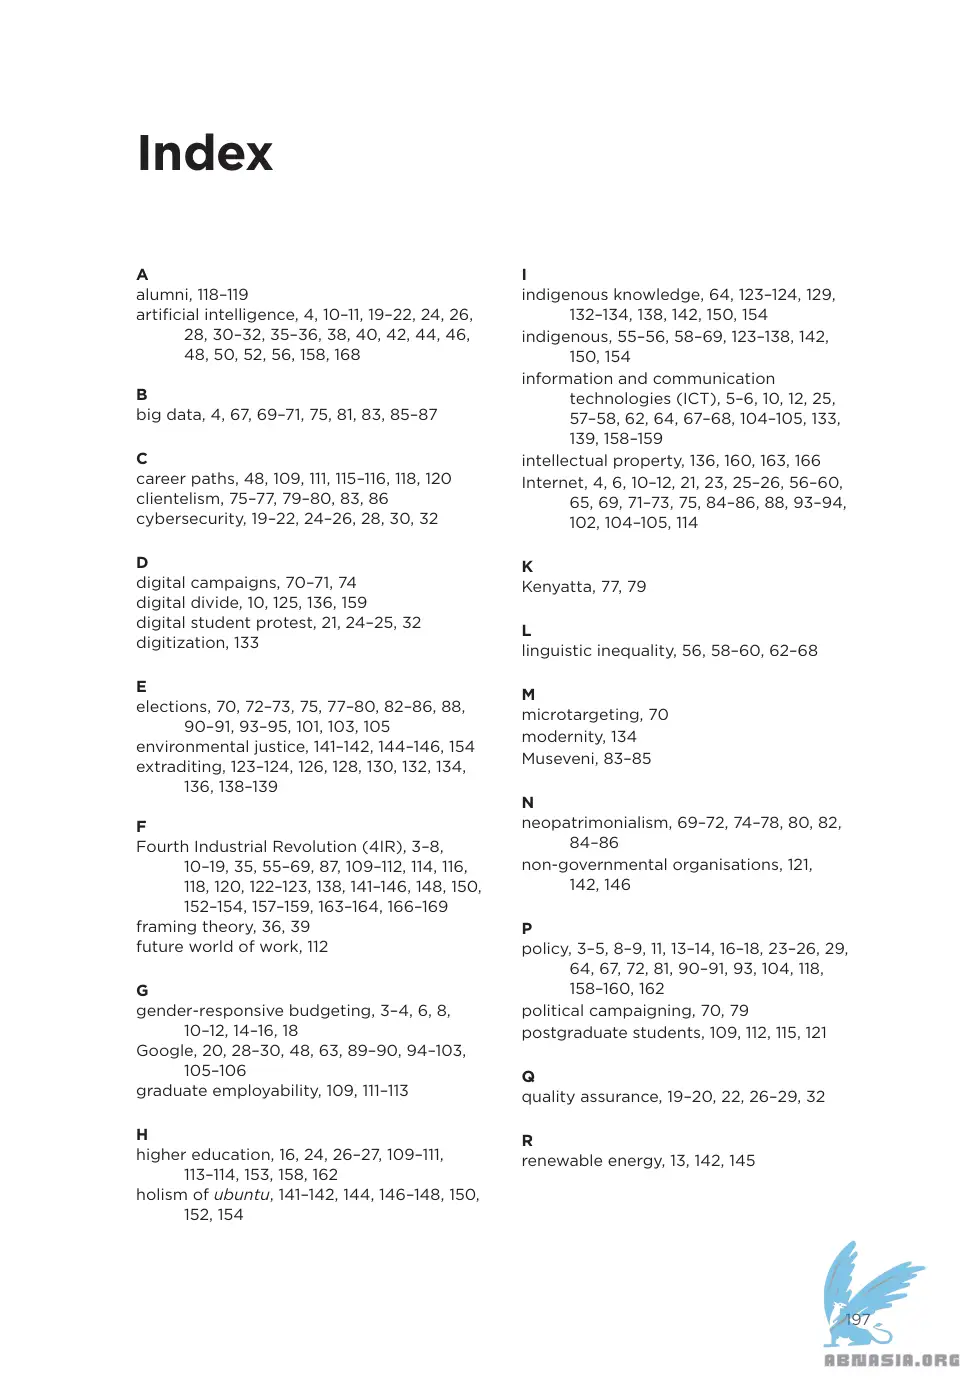 Index
A
alumni, 118–119
artificial intelligence, 4, 10–11, 19–22, 24, 26,
28, 30–32, 35–36, 38, 40, 42, 44, 46,
48, 50, 52, 56, 158, 168
B
big data, 4, 67, 69–71, 75, 81, 83, 85–87
C
career paths, 48, 109, 111, 115–116, 118, 120
clientelism, 75–77, 79–80, 83, 86
cybersecurity, 19–22, 24–26, 28, 30, 32
D
digital campaigns, 70–71, 74
digital divide, 10, 125, 136, 159
digital student protest, 21, 24–25, 32
digitization, 133
E
elections, 70, 72–73, 75, 77–80, 82–86, 88,
90–91, 93–95, 101, 103, 105
environmental justice, 141–142, 144–146, 154
extraditing, 123–124, 126, 128, 130, 132, 134,
136, 138–139
F
Fourth Industrial Revolution (4IR), 3–8,
10–19, 35, 55–69, 87, 109–112, 114, 116,
118, 120, 122–123, 138, 141–146, 148, 150,
152–154, 157–159, 163–164, 166–169
framing theory, 36, 39
future world of work, 112
G
gender-responsive budgeting, 3–4, 6, 8,
10–12, 14–16, 18
Google, 20, 28–30, 48, 63, 89–90, 94–103,
105–106
graduate employability, 109, 111–113
H
higher education, 16, 24, 26–27, 109–111,
113–114, 153, 158, 162
holism of ubuntu, 141–142, 144, 146–148, 150,
152, 154
I
indigenous knowledge, 64, 123–124, 129,
132–134, 138, 142, 150, 154
indigenous, 55–56, 58–69, 123–138, 142,
150, 154
information and communication
technologies (ICT), 5–6, 10, 12, 25,
57–58, 62, 64, 67–68, 104–105, 133,
139, 158–159
intellectual property, 136, 160, 163, 166
Internet, 4, 6, 10–12, 21, 23, 25–26, 56–60,
65, 69, 71–73, 75, 84–86, 88, 93–94,
102, 104–105, 114
K
Kenyatta, 77, 79
L
linguistic inequality, 56, 58–60, 62–68
M
microtargeting, 70
modernity, 134
Museveni, 83–85
N
neopatrimonialism, 69–72, 74–78, 80, 82,
84–86
non-governmental organisations, 121,
142, 146
P
policy, 3–5, 8–9, 11, 13–14, 16–18, 23–26, 29,
64, 67, 72, 81, 90–91, 93, 104, 118,
158–160, 162
political campaigning, 70, 79
postgraduate students, 109, 112, 115, 121
Q
quality assurance, 19–20, 22, 26–29, 32
R
renewable energy, 13, 142, 145
197
ABNASIA.ORG